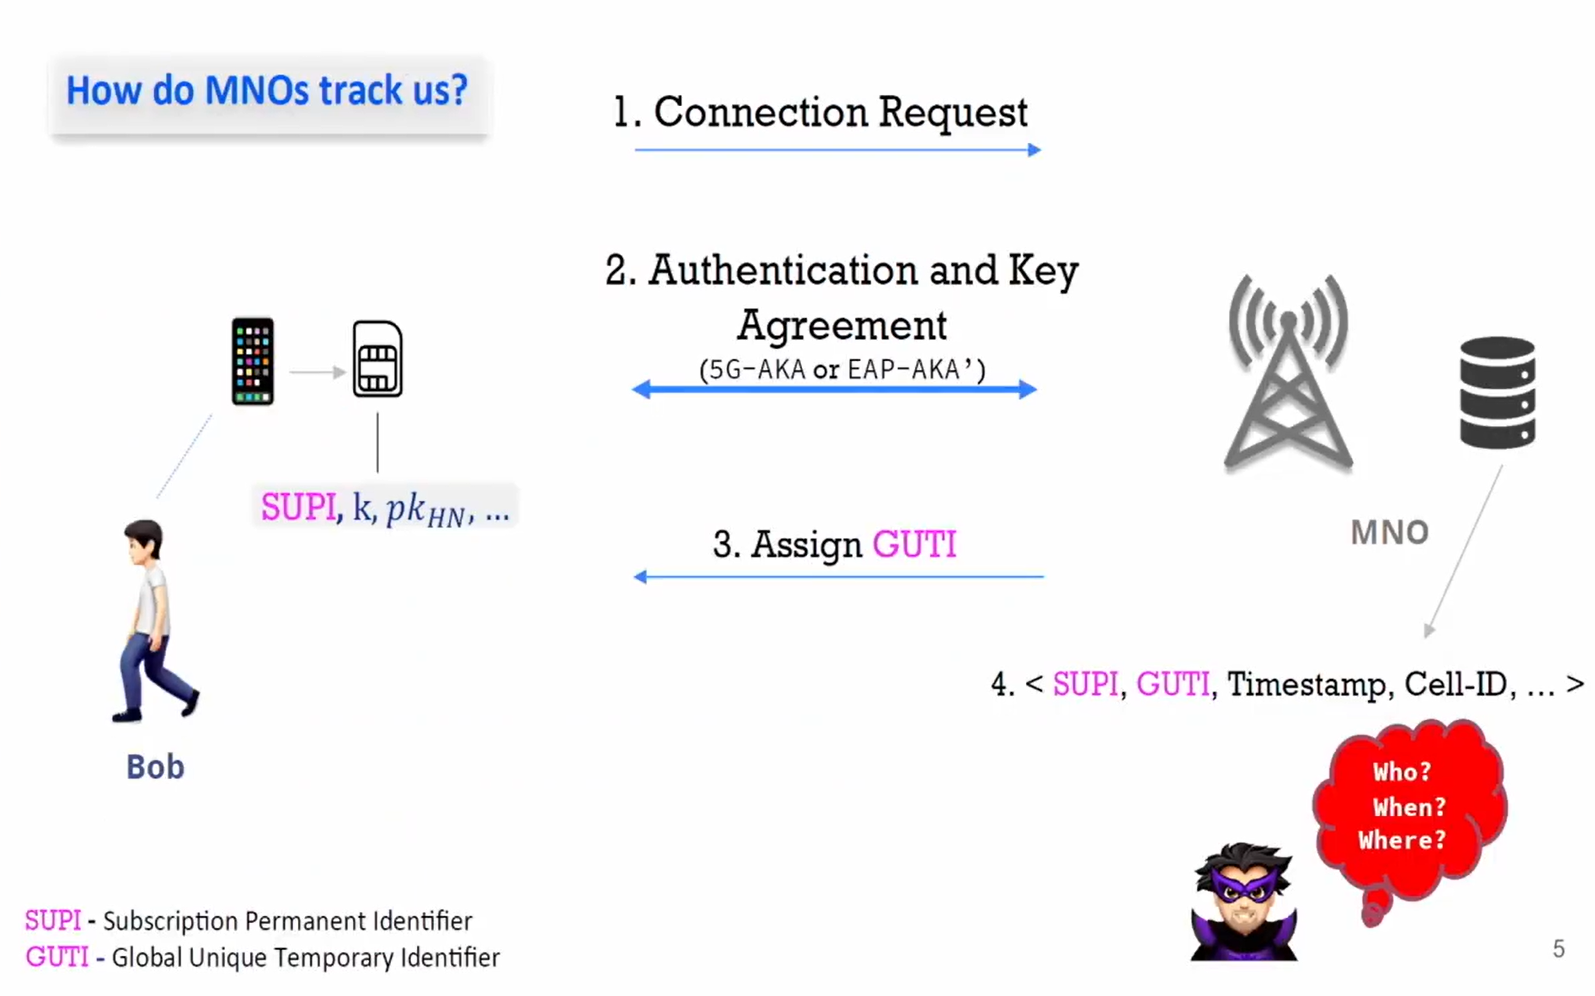 How do MNOs track us?
1. Connection Request
2. Authentication and Key
Agreement
(5G-AKA or EAP-AKA’)
SUPI, k, pk_HN, ...
3. Assign GUTI
MNO
4. < SUPI, GUTI, Timestamp, Cell-ID, ... >
Bob
Who?
When?
Where?
SUPI - Subscription Permanent Identifier
GUTI - Global Unique Temporary Identifier
5